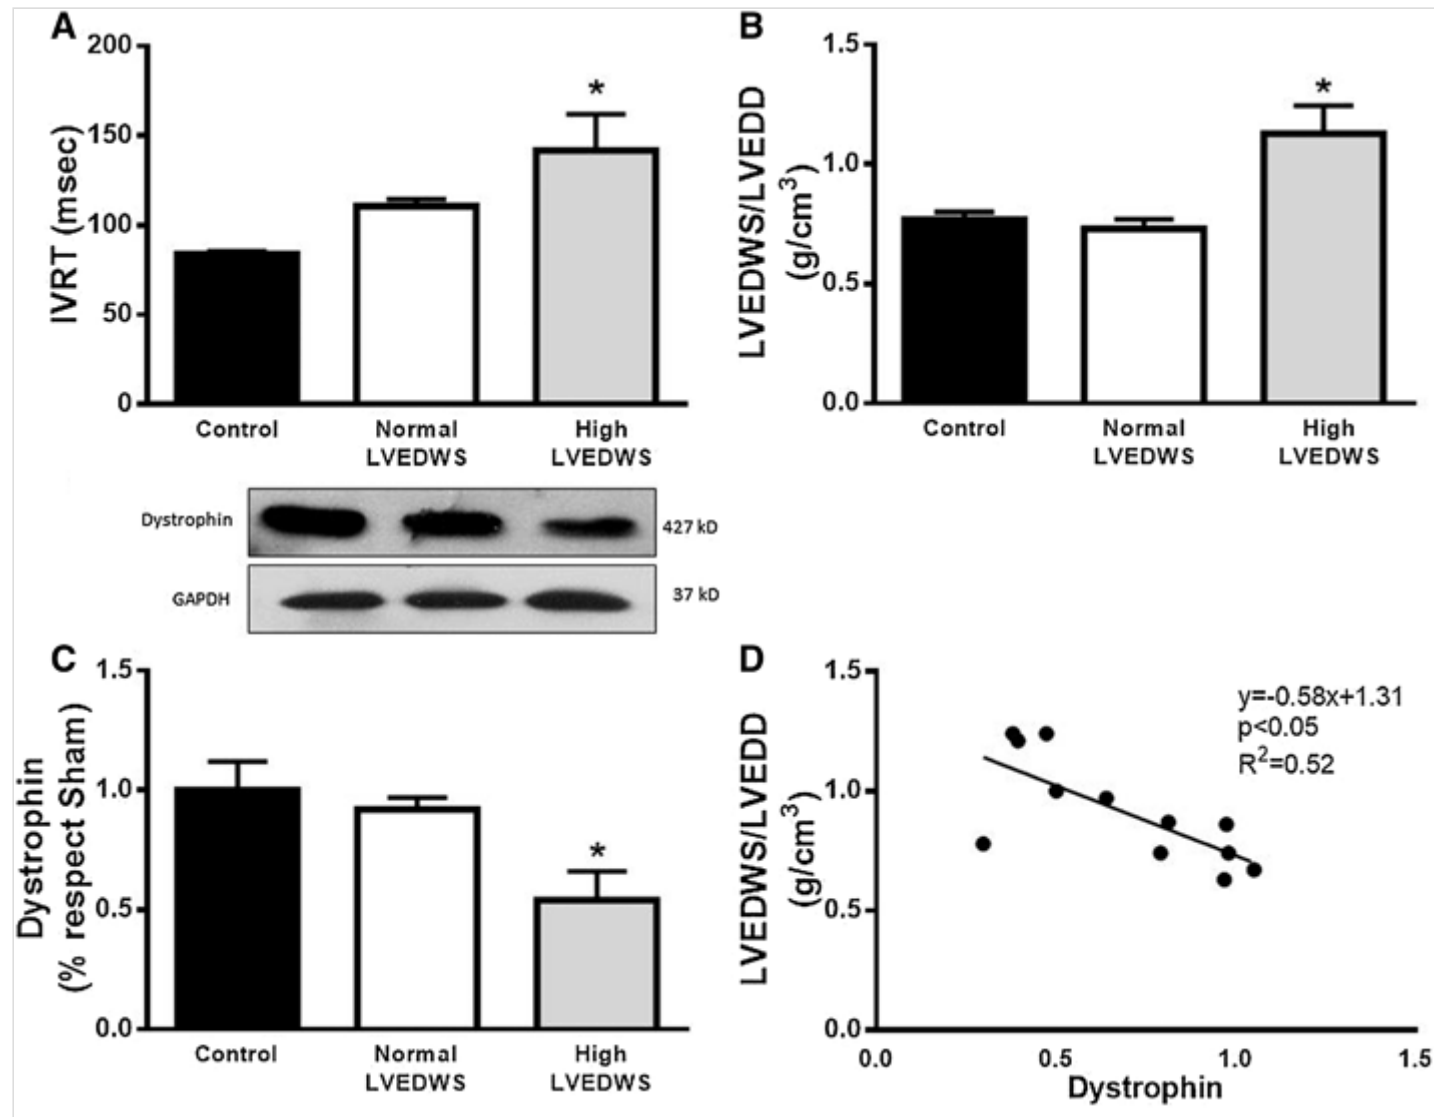 A
200
150
100
50
0
IVRT (msec)
*
Control
Normal
LVEDWS
High
LVEDWS
B
1.5
1.0
0.5
0.0
LVEDWS/LVEDD
(g/cm³)
*
Control
Normal
LVEDWS
High
LVEDWS
Dystrophin
427 kD
GAPDH
37 kD
C
1.5
1.0
0.5
0.0
Dystrophin
(% respect Sham)
*
Control
Normal
LVEDWS
High
LVEDWS
D
1.5
1.0
0.5
0.0
LVEDWS/LVEDD
(g/cm³)
y=-0.58x+1.31
p<0.05
R²=0.52
0.0 0.5 1.0 1.5
Dystrophin